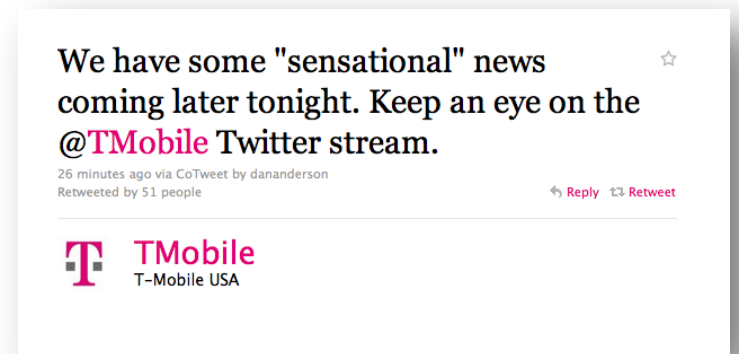 We have some "sensational" news
coming later tonight. Keep an eye on the
@TMobile Twitter stream.
26 minutes ago via CoTweet by dananderson
Retweeted by 51 people
Reply Retweet
T
TMobile
T-Mobile USA